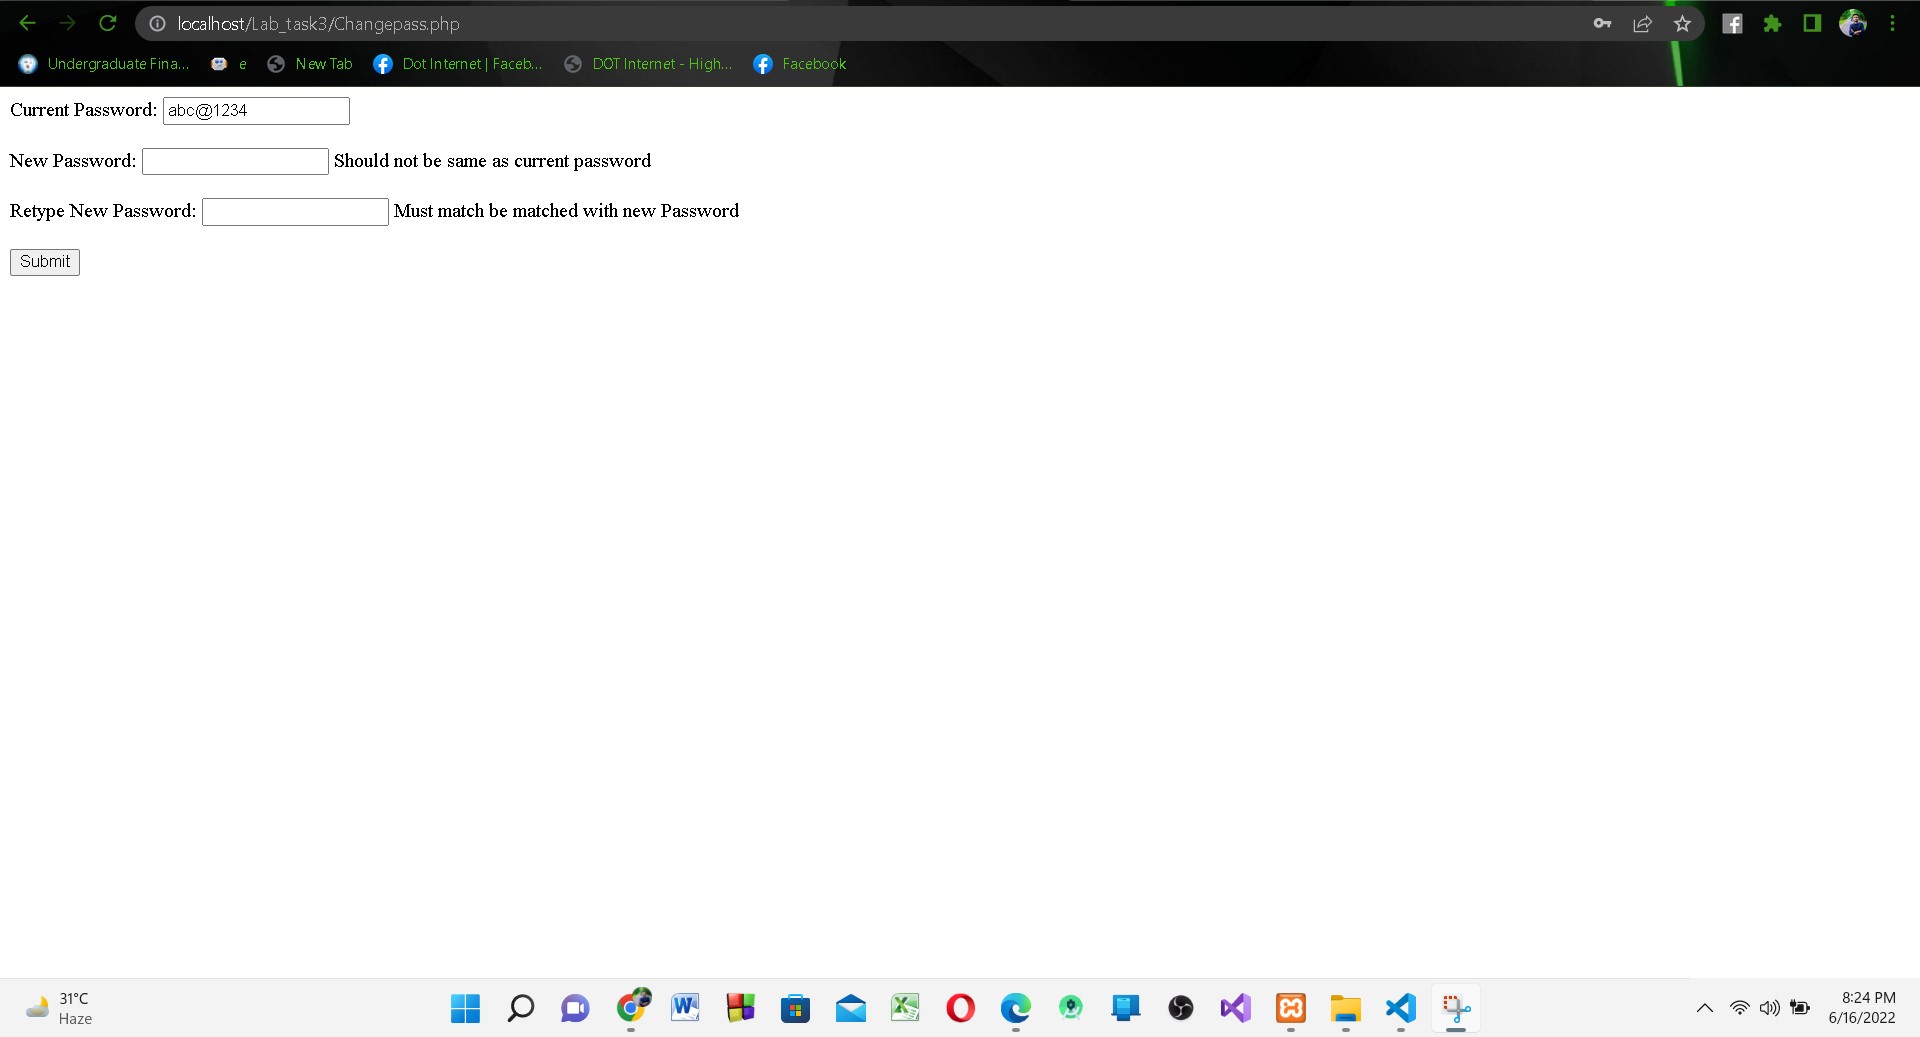 localhost/Lab_task3/Changepass.php
Undergraduate Fina... e New Tab Dot Internet | Faceb... DOT Internet - High... Facebook
Current Password: abc@1234
New Password: Should not be same as current password
Retype New Password: Must match be matched with new Password
Submit
31°C
Haze
8:24 PM
6/16/2022